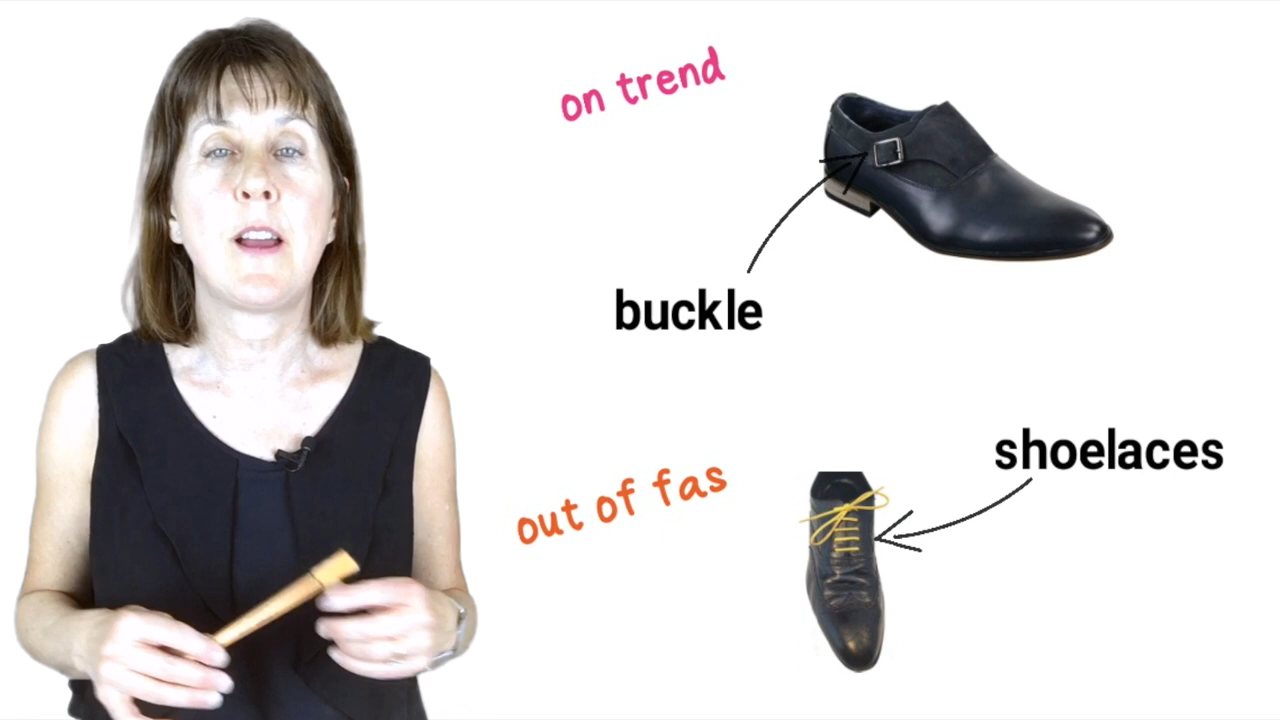 on trend
buckle
shoelaces
out of fas